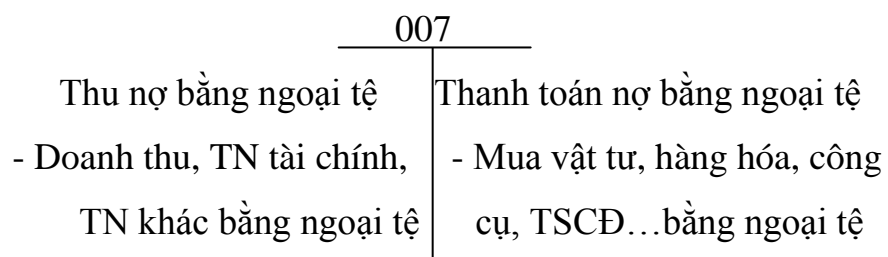 007
Thu nợ bằng ngoại tệ
- Doanh thu, TN tài chính,
TN khác bằng ngoại tệ
Thanh toán nợ bằng ngoại tệ
- Mua vật tư, hàng hóa, công
cụ, TSCĐ…bằng ngoại tệ